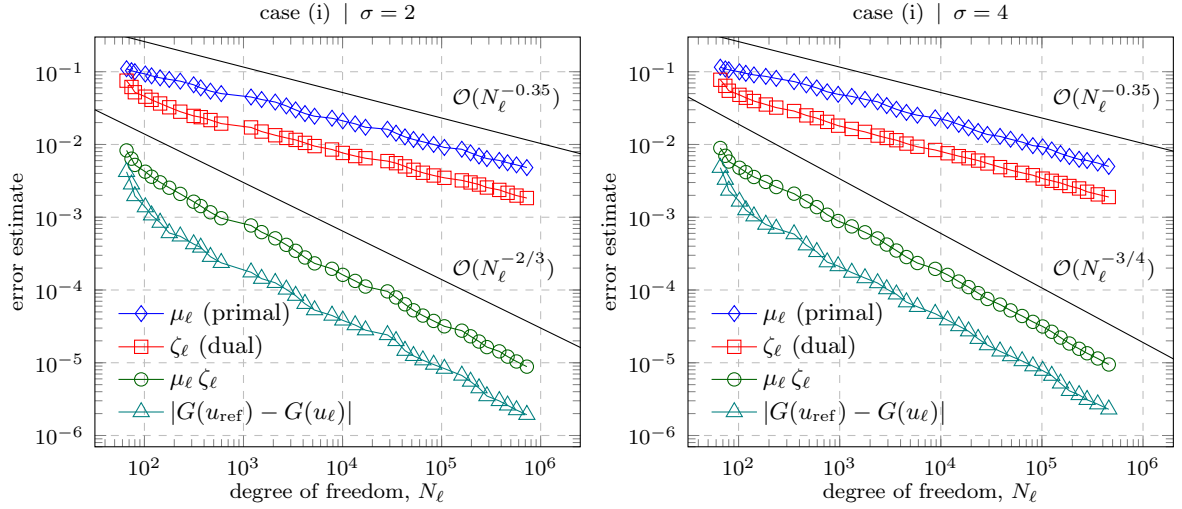 case (i) | σ = 2
10^{-1}
10^{-2}
10^{-3}
10^{-4}
10^{-5}
10^{-6}
error estimate
O(N_ℓ^{-0.35})
O(N_ℓ^{-2/3})
μ_ℓ (primal)
ζ_ℓ (dual)
μ_ℓ ζ_ℓ
|G(u_ref) − G(u_ℓ)|
10^2 10^3 10^4 10^5 10^6
degree of freedom, N_ℓ
case (i) | σ = 4
10^{-1}
10^{-2}
10^{-3}
10^{-4}
10^{-5}
10^{-6}
error estimate
O(N_ℓ^{-0.35})
O(N_ℓ^{-3/4})
μ_ℓ (primal)
ζ_ℓ (dual)
μ_ℓ ζ_ℓ
|G(u_ref) − G(u_ℓ)|
10^2 10^3 10^4 10^5 10^6
degree of freedom, N_ℓ